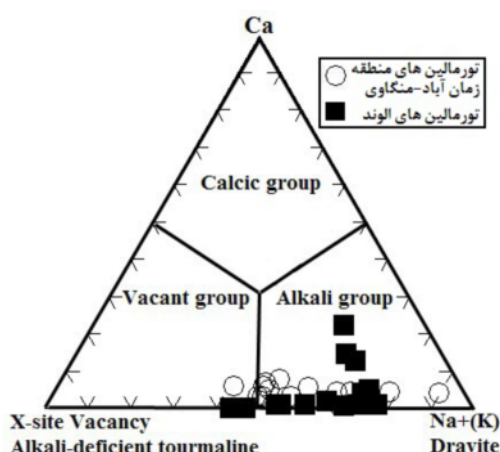 Ca
تورمالین های منطقه
زمان آباد-منگاوی
تورمالین های الوند
Calcic group
Vacant group
Alkali group
X-site Vacancy
Na+(K)
Alkali-deficient tourmaline
Dravite